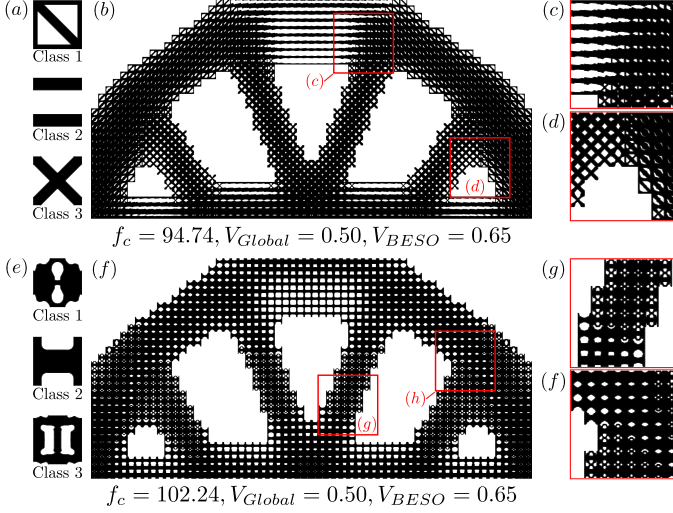 (a)
Class 1
Class 2
Class 3
(b)
(c)
(d)
f_c = 94.74, V_{Global} = 0.50, V_{BESO} = 0.65
(c)
(d)
(e)
Class 1
Class 2
Class 3
(f)
(g)
(h)
f_c = 102.24, V_{Global} = 0.50, V_{BESO} = 0.65
(g)
(f)